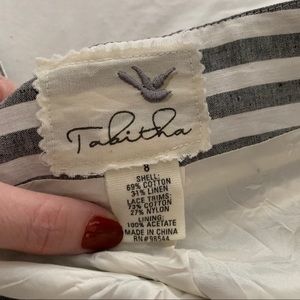 Tabitha
8
SHELL:
69% COTTON
31% LINEN
LACE TRIMS:
73% COTTON
27% NYLON
LINING:
100% ACETATE
MADE IN CHINA
RN#98544